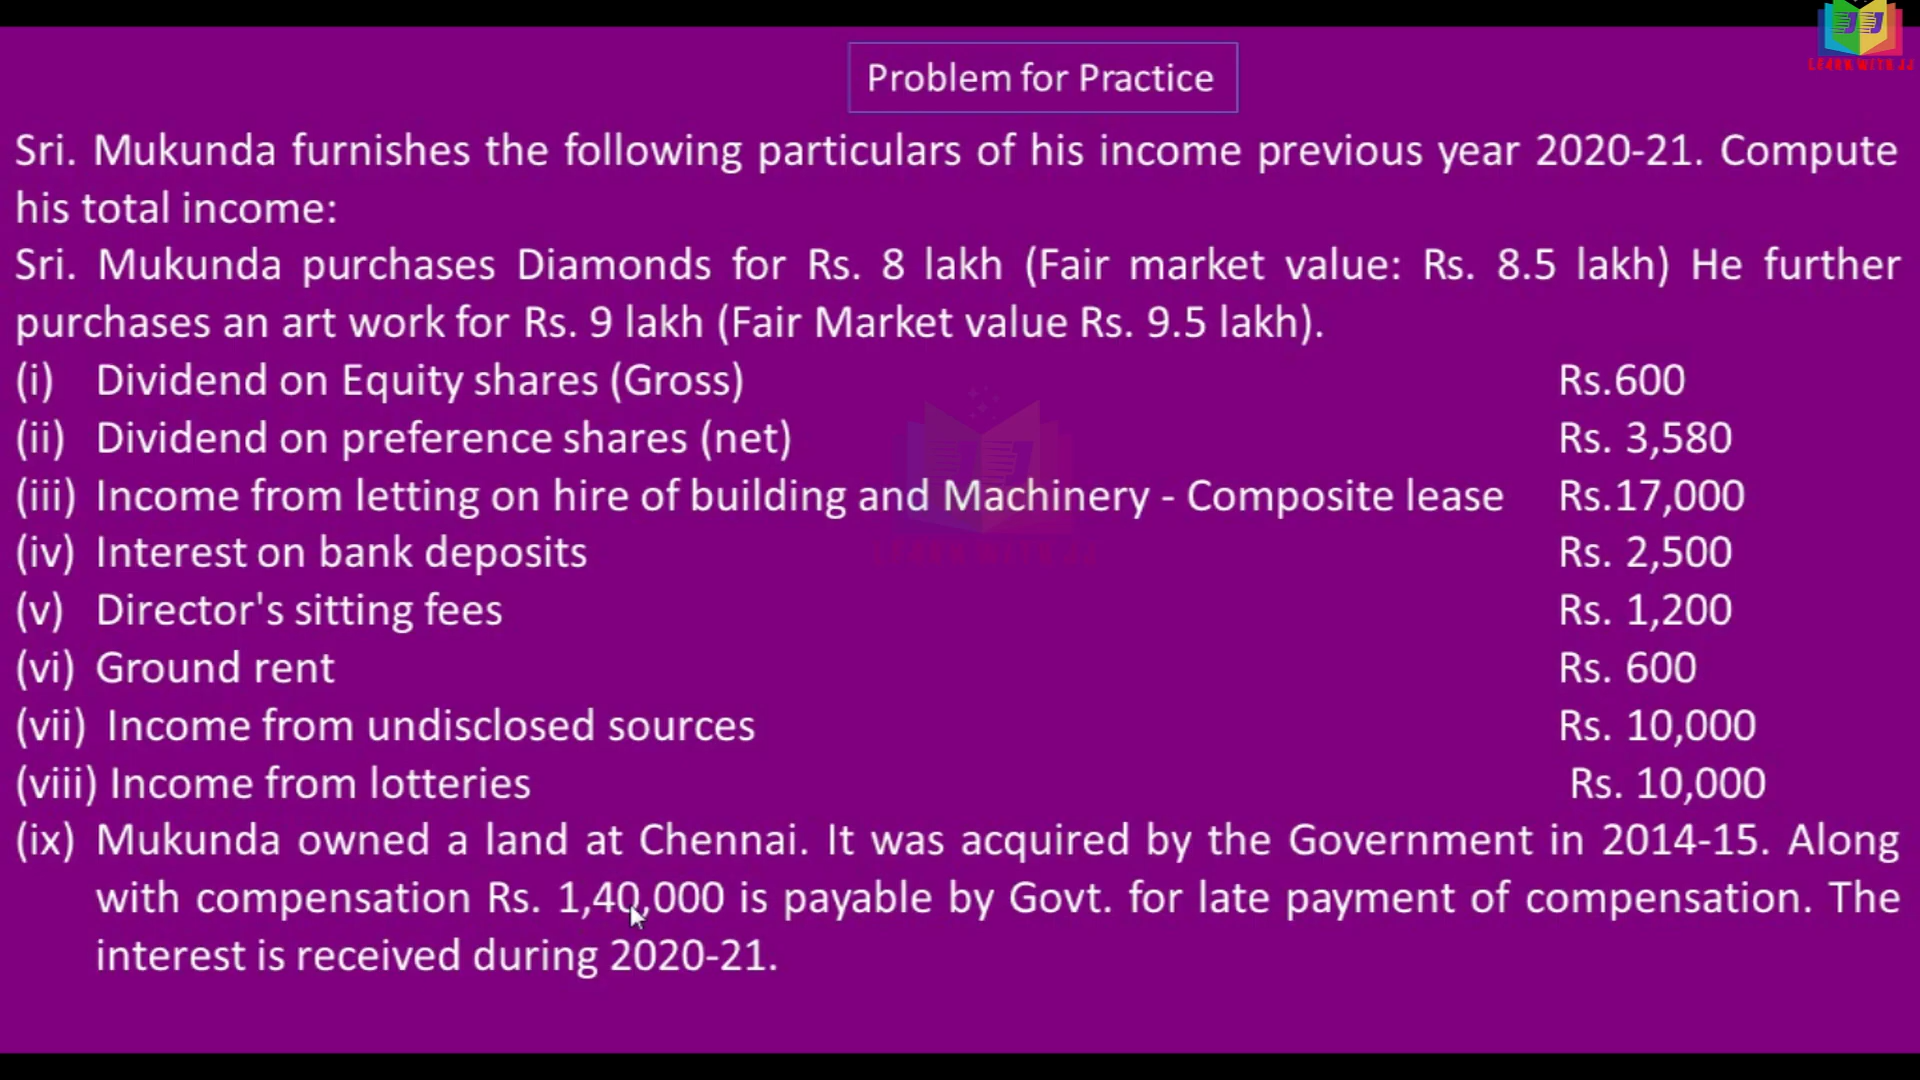 LEARN WITH JJ
Problem for Practice
Sri. Mukunda furnishes the following particulars of his income previous year 2020-21. Compute
his total income:
Sri. Mukunda purchases Diamonds for Rs. 8 lakh (Fair market value: Rs. 8.5 lakh) He further
purchases an art work for Rs. 9 lakh (Fair Market value Rs. 9.5 lakh).
(i) Dividend on Equity shares (Gross) Rs.600
(ii) Dividend on preference shares (net) Rs. 3,580
(iii) Income from letting on hire of building and Machinery - Composite lease Rs.17,000
(iv) Interest on bank deposits Rs. 2,500
(v) Director's sitting fees Rs. 1,200
(vi) Ground rent Rs. 600
(vii) Income from undisclosed sources Rs. 10,000
(viii) Income from lotteries Rs. 10,000
(ix) Mukunda owned a land at Chennai. It was acquired by the Government in 2014-15. Along
with compensation Rs. 1,40,000 is payable by Govt. for late payment of compensation. The
interest is received during 2020-21.
LEARN WITH JJ